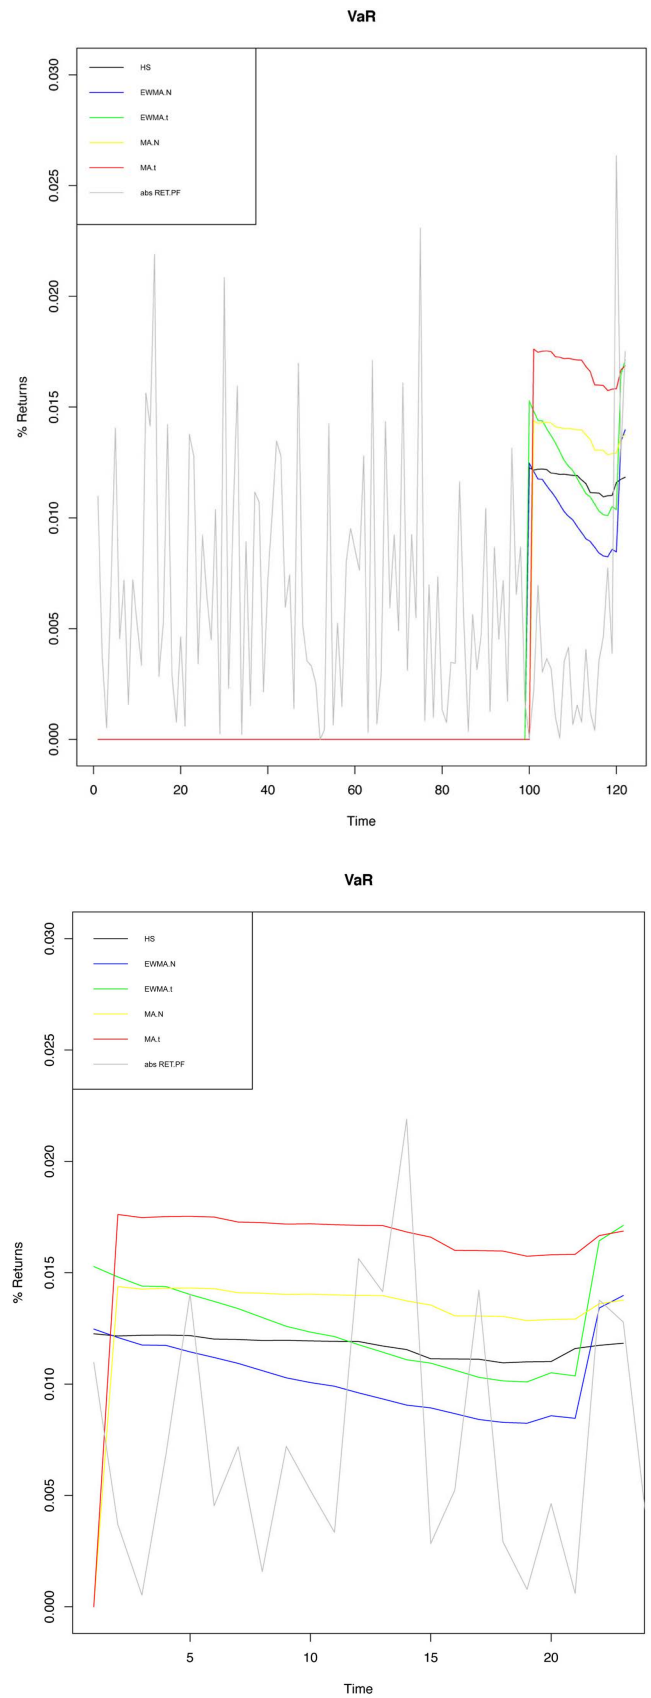 VaR
HS
EWMA.N
EWMA.t
MA.N
MA.t
abs RET.PF
% Returns
0.030
0.025
0.020
0.015
0.010
0.005
0.000
0 20 40 60 80 100 120
Time
VaR
HS
EWMA.N
EWMA.t
MA.N
MA.t
abs RET.PF
% Returns
0.030
0.025
0.020
0.015
0.010
0.005
0.000
5 10 15 20
Time